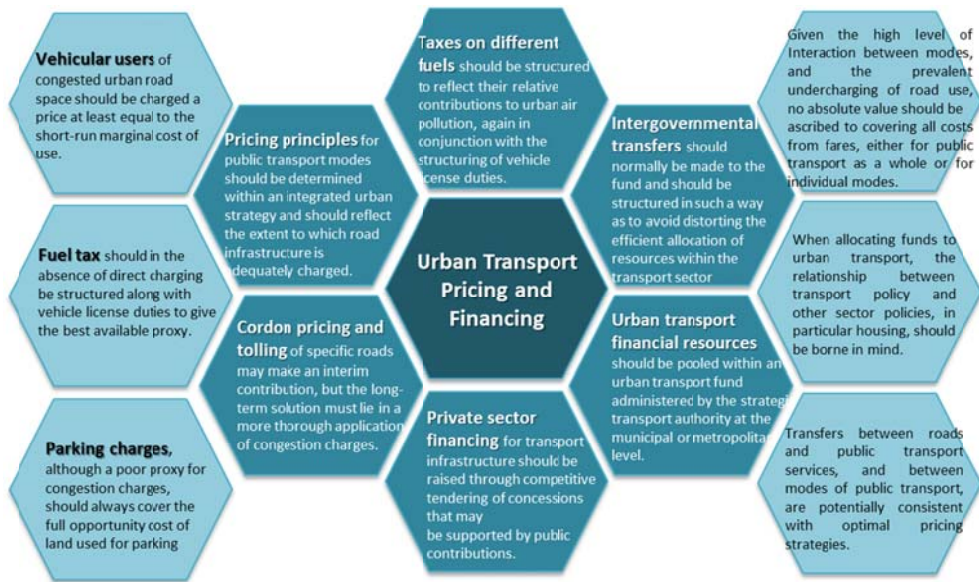 Vehicular users of
congested urban road
space should be charged a
price at least equal to the
short-run marginal cost of
use.
Fuel tax should in the
absence of direct charging
be structured along with
vehicle license duties to give
the best available proxy.
Parking charges,
although a poor proxy for
congestion charges,
should always cover the
full opportunity cost of
land used for parking
Pricing principles for
public transport modes
should be determined
within an integrated urban
strategy and should reflect
the extent to which road
infrastructure is
adequately charged.
Cordon pricing and
tolling of specific roads
may make an interim
contribution, but the long-
term solution must lie in a
more thorough application
of congestion charges.
Taxes on different
fuels should be structured
to reflect their relative
contributions to urban air
pollution, again in
conjunction with the
structuring of vehicle
license duties.
Urban Transport
Pricing and
Financing
Private sector
financing for transport
infrastructure should be
raised through competitive
tendering of concessions
that may
be supported by public
contributions.
Intergovernmental
transfers should
normally be made to the
fund and should be
structured in such a way
as to avoid distorting the
efficient allocation of
resources within the
transport sector
Urban transport
financial resources
should be pooled within an
urban transport fund
administered by the strategi
transport authority at the
municipal or metropolitan
level.
Given the high level of
Interaction between modes,
and the prevalent
undercharging of road use,
no absolute value should be
ascribed to covering all costs
from fares, either for public
transport as a whole or for
individual modes.
When allocating funds to
urban transport, the
relationship between
transport policy and
other sector policies, in
particular housing, should
be borne in mind.
Transfers between roads
and public transport
services, and between
modes of public transport,
are potentially consistent
with optimal pricing
strategies.